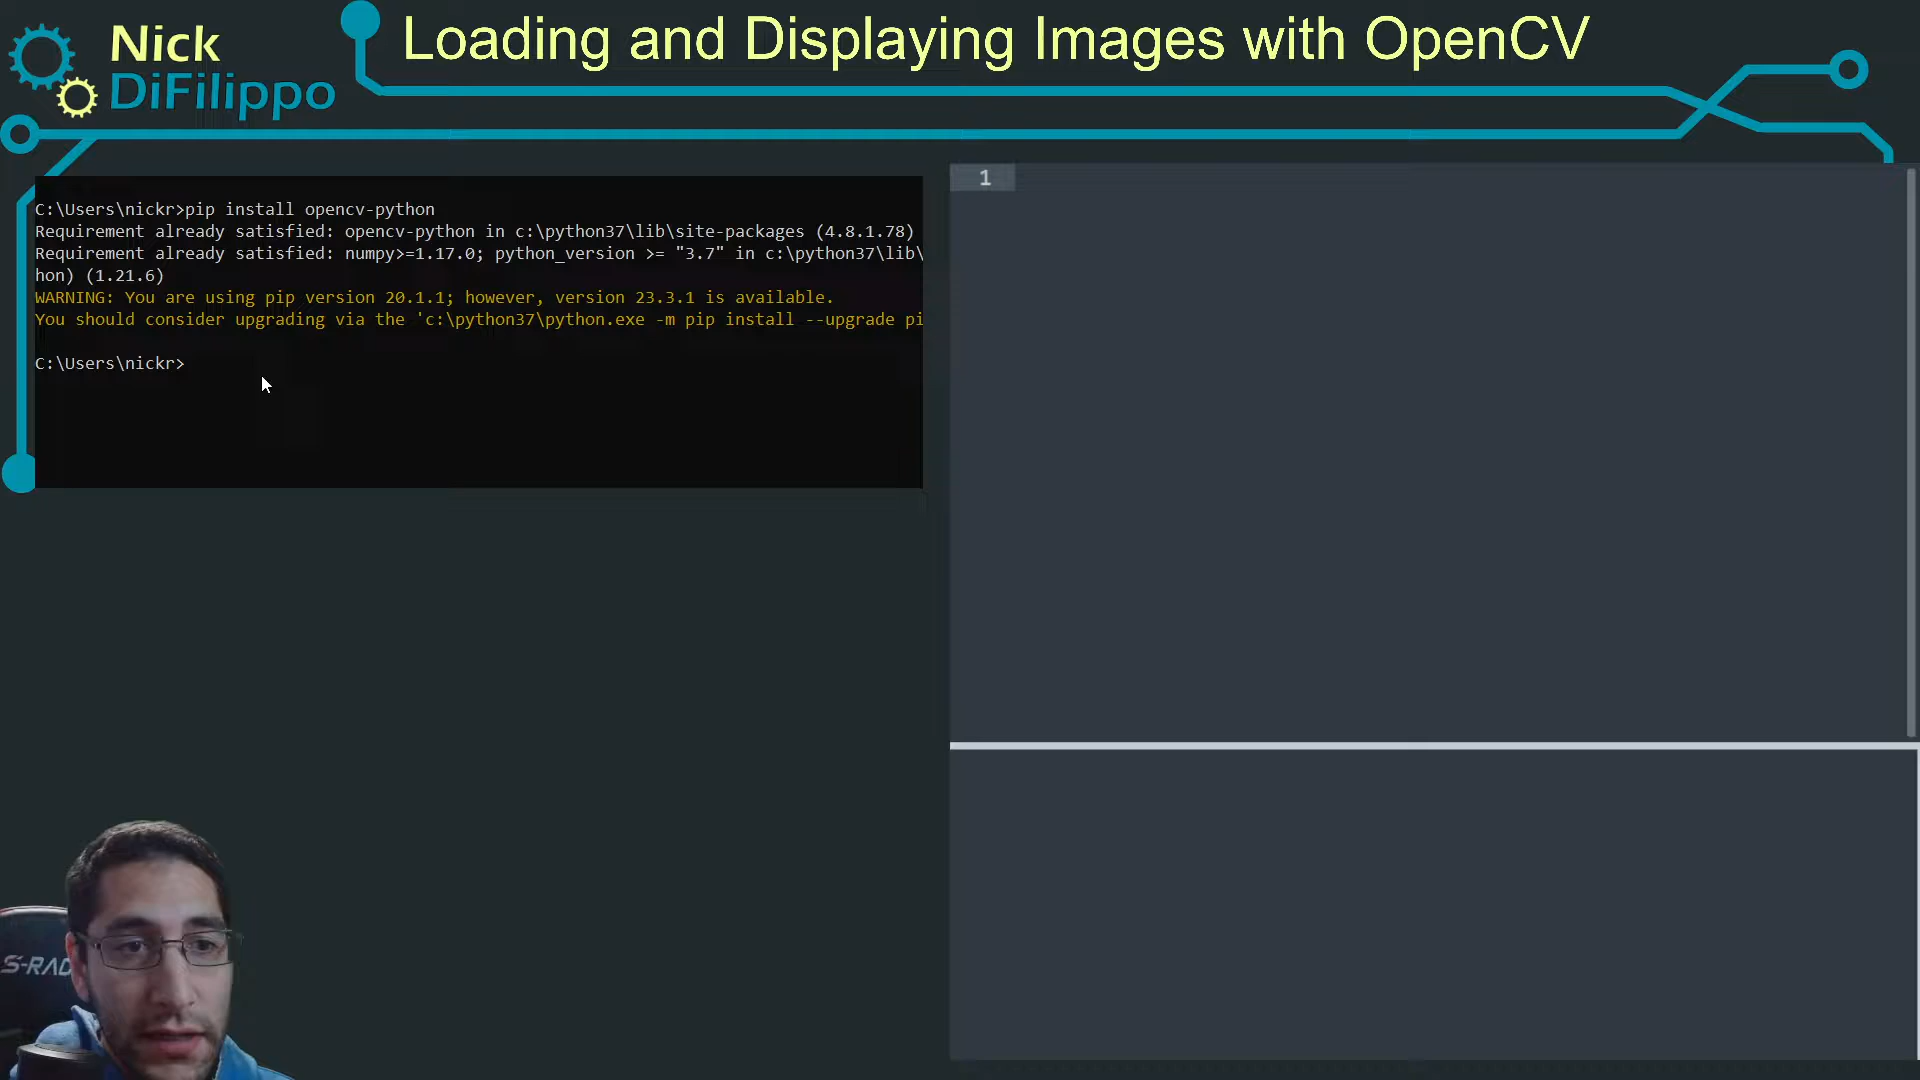 Nick
DiFilippo
Loading and Displaying Images with OpenCV
C:\Users\nickr>pip install opencv-python
Requirement already satisfied: opencv-python in c:\python37\lib\site-packages (4.8.1.78)
Requirement already satisfied: numpy>=1.17.0; python_version >= "3.7" in c:\python37\lib\
hon) (1.21.6)
WARNING: You are using pip version 20.1.1; however, version 23.3.1 is available.
You should consider upgrading via the 'c:\python37\python.exe -m pip install --upgrade pi
C:\Users\nickr>
1
S-RAC